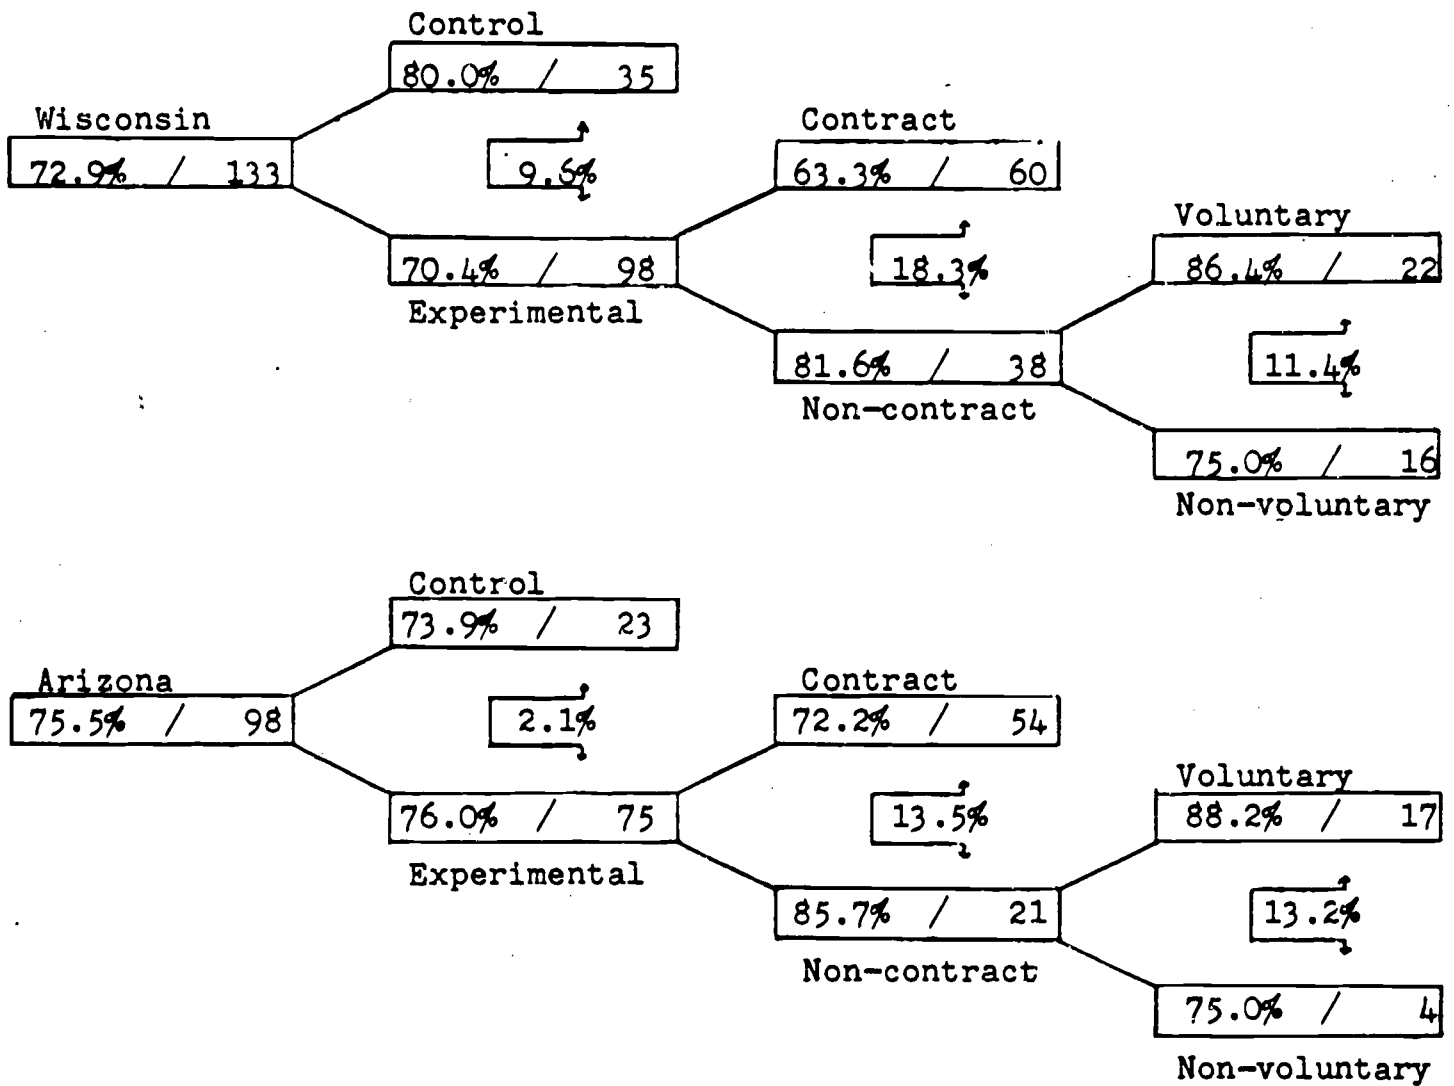 Control
80.0% / 35
Wisconsin
72.9% / 133
9.6%
Contract
63.3% / 60
70.4% / 98
Experimental
18.3%
Voluntary
86.4% / 22
81.6% / 38
Non-contract
11.4%
75.0% / 16
Non-voluntary
Control
73.9% / 23
Arizona
75.5% / 98
2.1%
Contract
72.2% / 54
76.0% / 75
Experimental
13.5%
Voluntary
88.2% / 17
85.7% / 21
Non-contract
13.2%
75.0% / 4
Non-voluntary